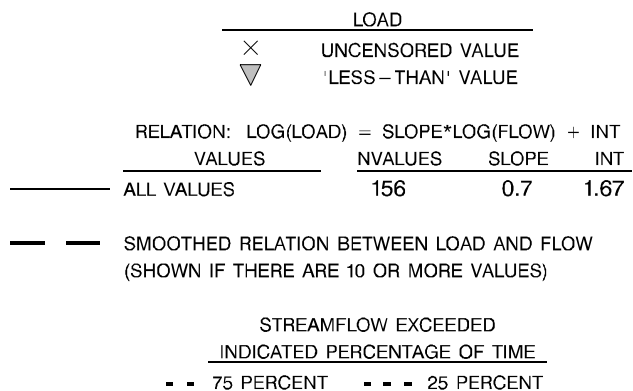 LOAD
UNCENSORED VALUE
'LESS-THAN' VALUE
RELATION: LOG(LOAD) = SLOPE*LOG(FLOW) + INT
VALUES NVALUES SLOPE INT
ALL VALUES 156 0.7 1.67
SMOOTHED RELATION BETWEEN LOAD AND FLOW
(SHOWN IF THERE ARE 10 OR MORE VALUES)
STREAMFLOW EXCEEDED
INDICATED PERCENTAGE OF TIME
75 PERCENT 25 PERCENT